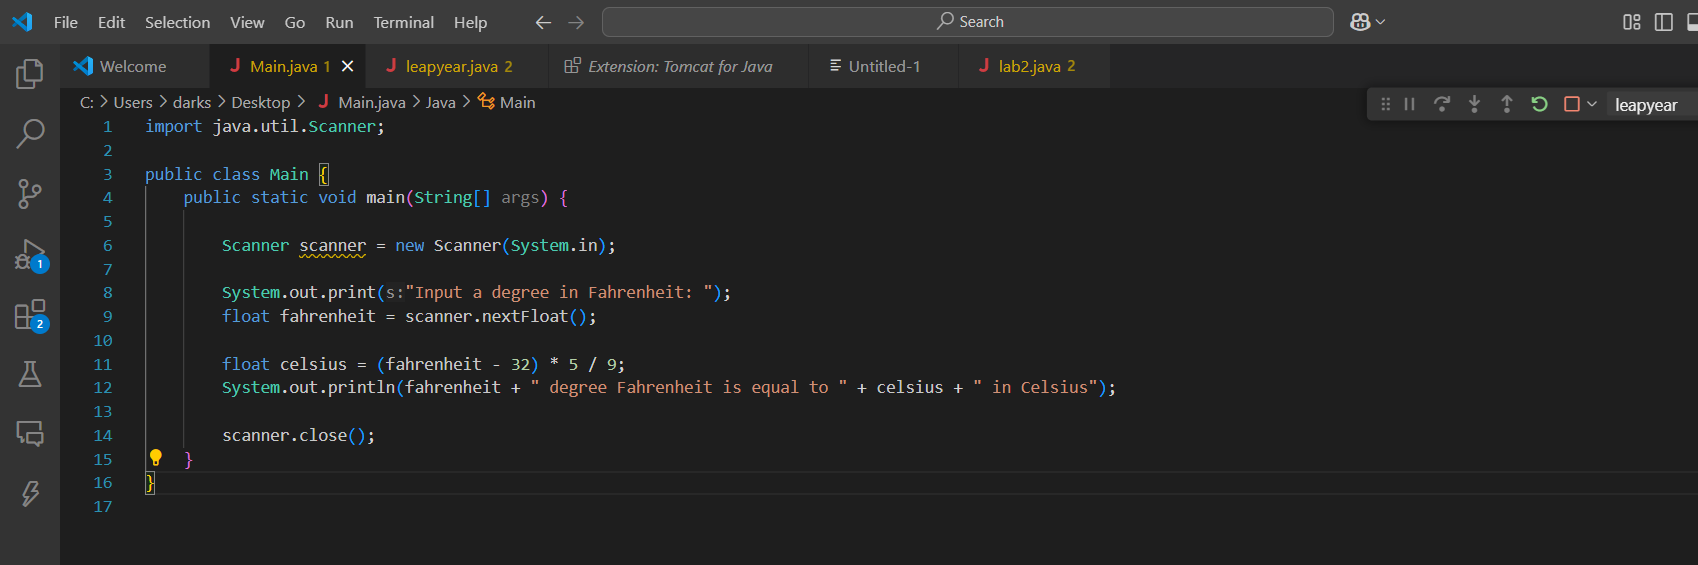 File Edit Selection View Go Run Terminal Help Search
Welcome Main.java 1 leapyear.java 2 Extension: Tomcat for Java Untitled-1 lab2.java 2
C: > Users > darks > Desktop > Main.java > Java > Main
leapyear
1 import java.util.Scanner;
2
3 public class Main {
4 public static void main(String[] args) {
5
6 Scanner scanner = new Scanner(System.in);
7
8 System.out.print(s:"Input a degree in Fahrenheit: ");
9 float fahrenheit = scanner.nextFloat();
10
11 float celsius = (fahrenheit - 32) * 5 / 9;
12 System.out.println(fahrenheit + " degree Fahrenheit is equal to " + celsius + " in Celsius");
13
14 scanner.close();
15 }
16 }
17
1
2